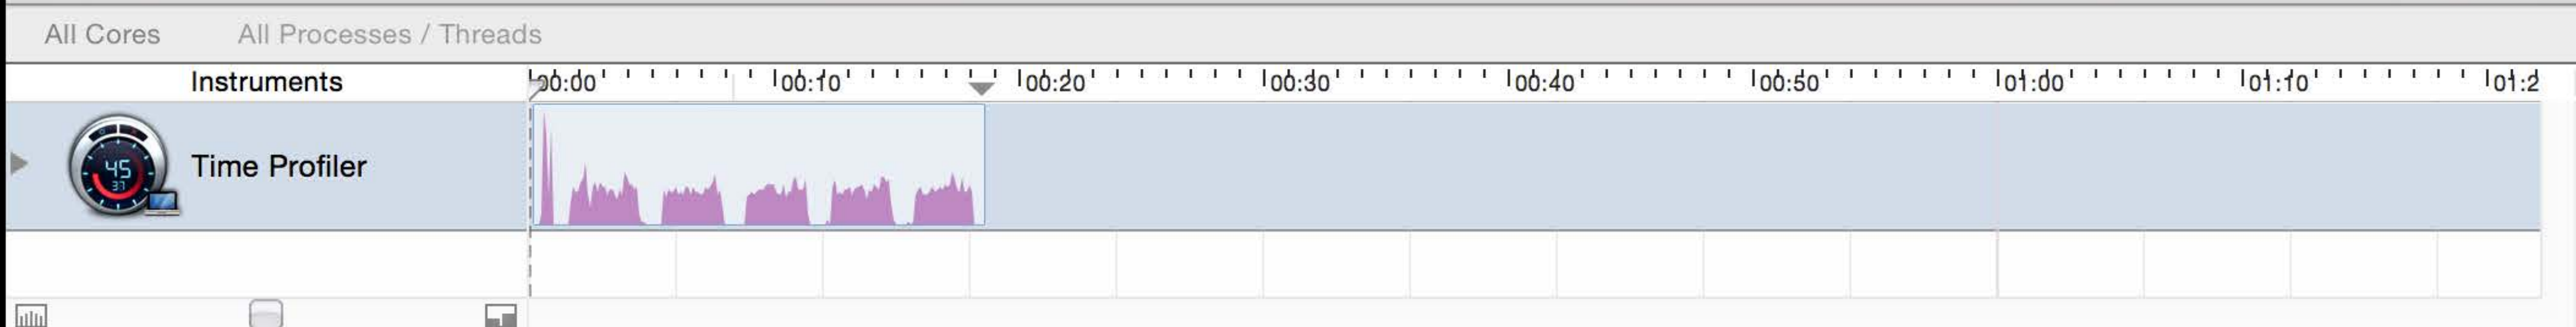 All Cores All Processes / Threads
Instruments 00:00 00:10 00:20 00:30 00:40 00:50 01:00 01:10 01:2
45
37
Time Profiler